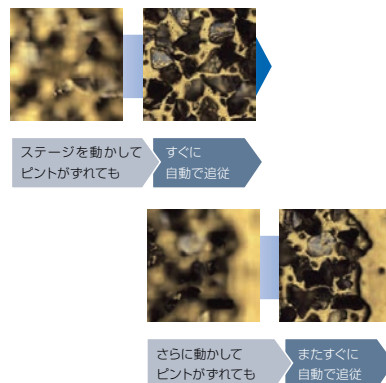 ステージを動かして
ピントがずれても
すぐに
自動で追従
さらに動かして
ピントがずれても
またすぐに
自動で追従